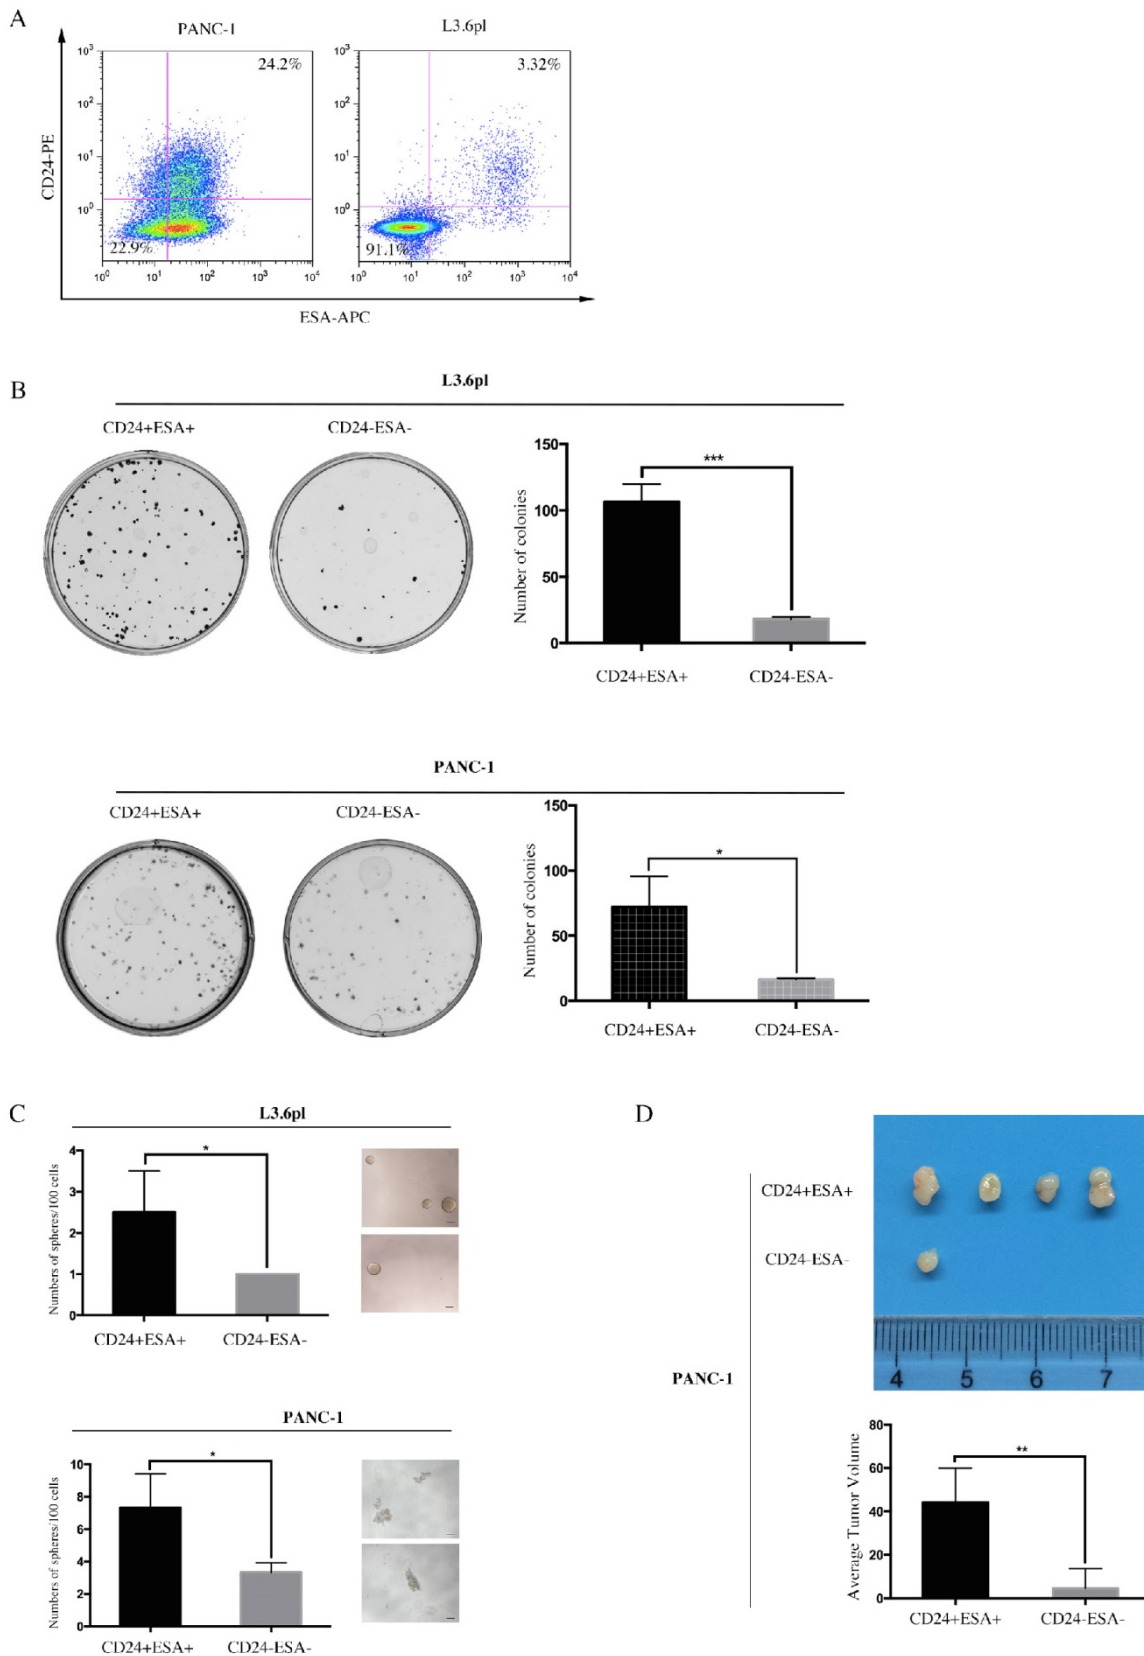 A
PANC-1
L3.6pl
10³
24.2%
10³
3.32%
10²
10²
CD24-PE
10¹
10¹
10⁰
10⁰
22.9%
91.1%
10⁰ 10¹ 10² 10³ 10⁴
10⁰ 10¹ 10² 10³ 10⁴
ESA-APC
B
L3.6pl
CD24+ESA+
CD24-ESA-
Number of colonies
150
100
50
0
***
CD24+ESA+
CD24-ESA-
PANC-1
CD24+ESA+
CD24-ESA-
Number of colonies
150
100
50
0
*
CD24+ESA+
CD24-ESA-
C
L3.6pl
Numbers of spheres/100 cells
4
3
2
1
0
*
CD24+ESA+
CD24-ESA-
PANC-1
Numbers of spheres/100 cells
10
8
6
4
2
0
*
CD24+ESA+
CD24-ESA-
D
PANC-1
CD24+ESA+
CD24-ESA-
4 5 6 7
Average Tumor Volume
80
60
40
20
0
**
CD24+ESA+
CD24-ESA-